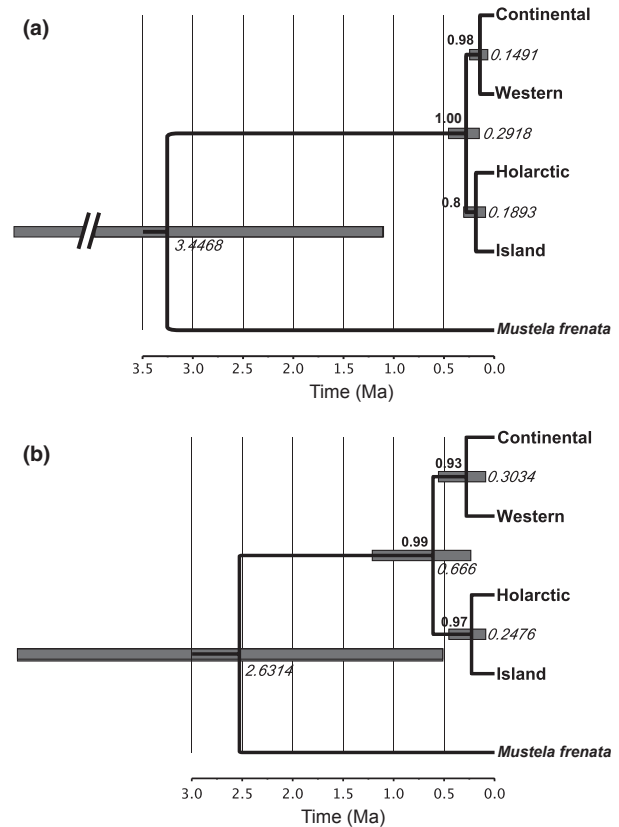 (a)
Continental
0.98
0.1491
Western
1.00
0.2918
Holarctic
0.8
0.1893
Island
3.4468
Mustela frenata
3.5 3.0 2.5 2.0 1.5 1.0 0.5 0.0
Time (Ma)
(b)
Continental
0.93
0.3034
Western
0.99
0.666
Holarctic
0.97
0.2476
Island
2.6314
Mustela frenata
3.0 2.5 2.0 1.5 1.0 0.5 0.0
Time (Ma)